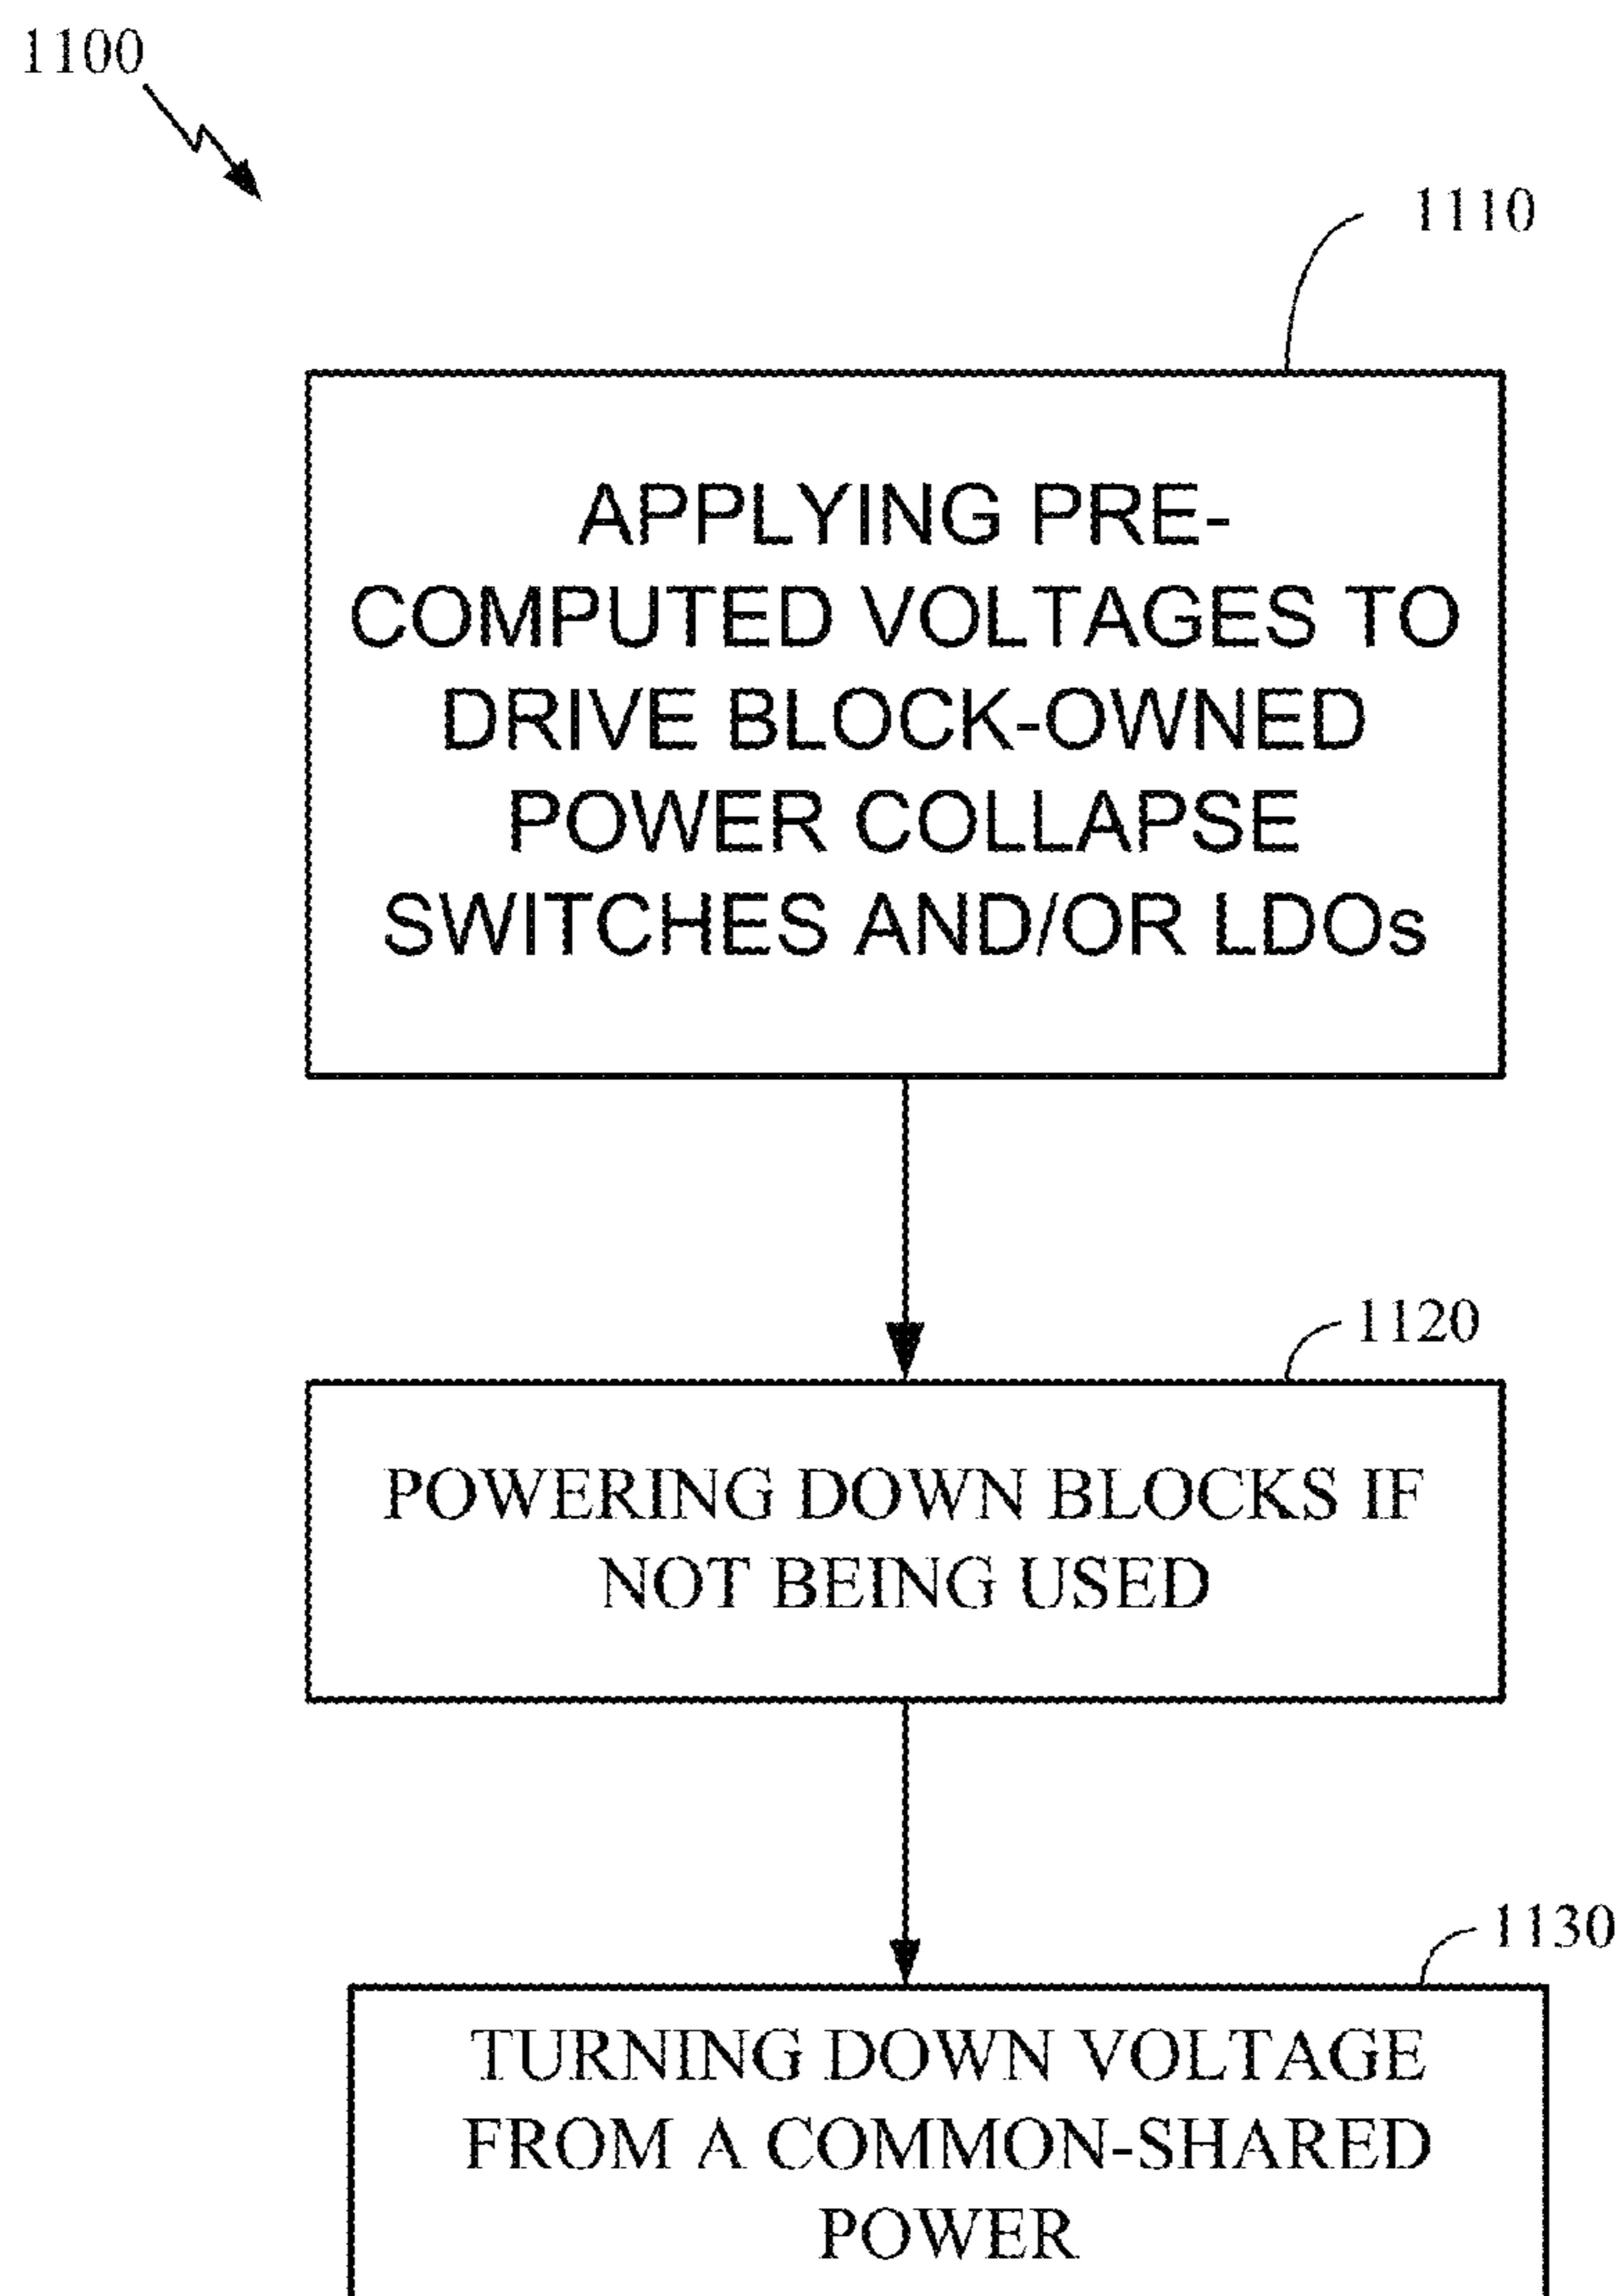 1100
1110
APPLYING PRE-
COMPUTED VOLTAGES TO
DRIVE BLOCK-OWNED
POWER COLLAPSE
SWITCHES AND/OR LDOs
1120
POWERING DOWN BLOCKS IF
NOT BEING USED
1130
TURNING DOWN VOLTAGE
FROM A COMMON-SHARED
POWER